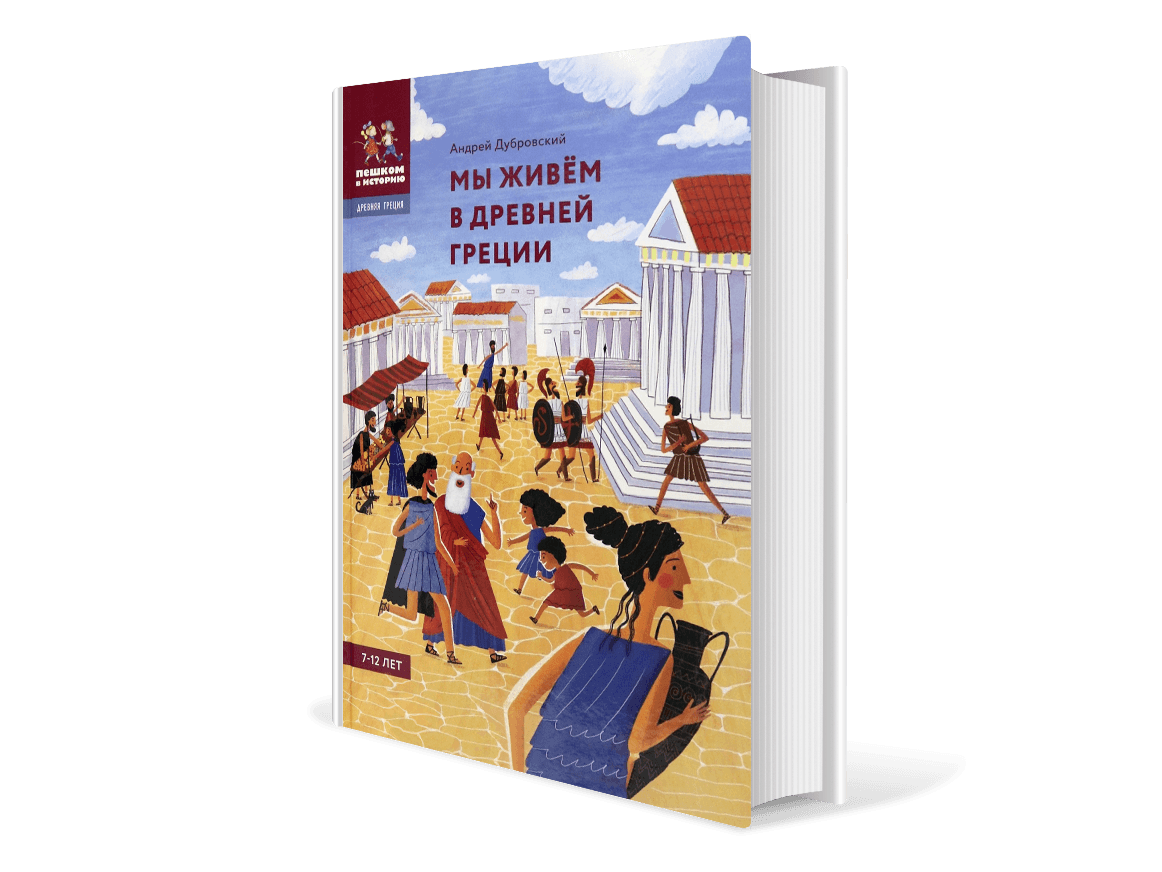 пешком
в историю
ДРЕВНЯЯ ГРЕЦИЯ
Андрей Дубровский
МЫ ЖИВЁМ
В ДРЕВНЕЙ
ГРЕЦИИ
7-12 ЛЕТ